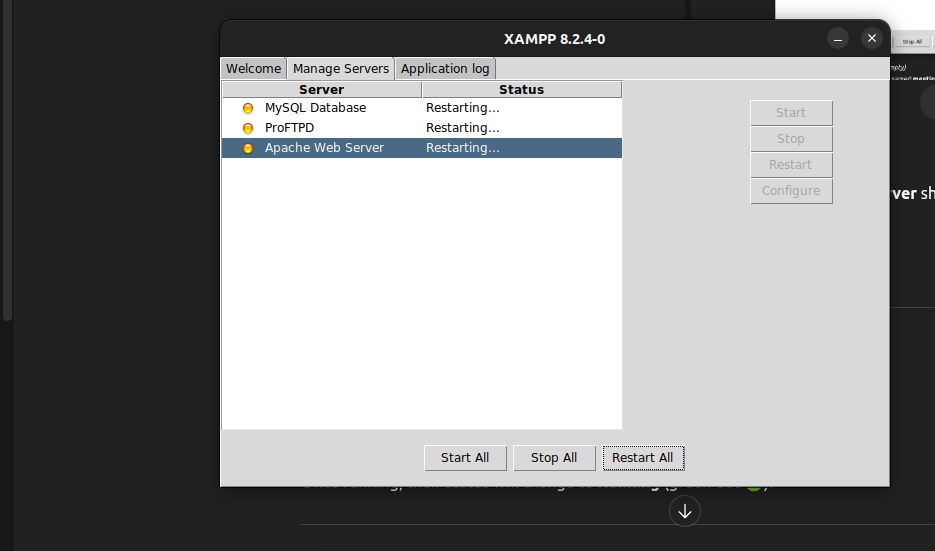 XAMPP 8.2.4-0
Stop All
Welcome
Manage Servers
Application log
Server Status
MySQL Database Restarting...
ProFTPD Restarting...
Apache Web Server Restarting...
Start
Stop
Restart
Configure
ver sh
Start All
Stop All
Restart All